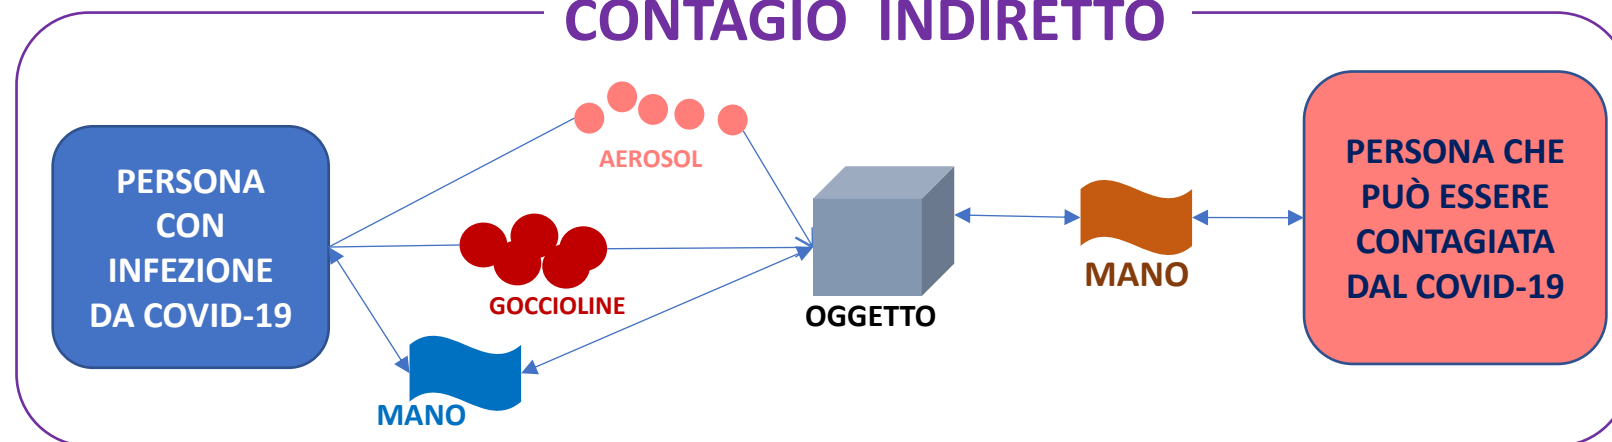 CONTAGIO INDIRETTO
PERSONA
CON
INFEZIONE
DA COVID-19
AEROSOL
GOCCIOLINE
MANO
OGGETTO
MANO
PERSONA CHE
PUÒ ESSERE
CONTAGIATA
DAL COVID-19